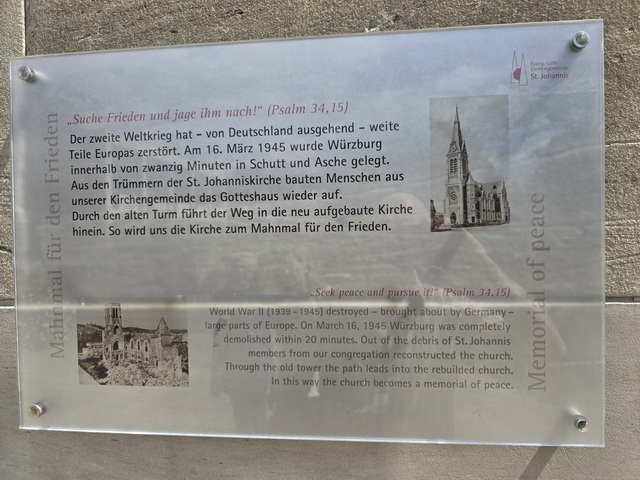 Evang.-Luth.
Kirchengemeinde
St. Johannis
Mahnmal für den Frieden
„Suche Frieden und jage ihm nach!“ (Psalm 34,15)
Der zweite Weltkrieg hat - von Deutschland ausgehend - weite
Teile Europas zerstört. Am 16. März 1945 wurde Würzburg
innerhalb von zwanzig Minuten in Schutt und Asche gelegt.
Aus den Trümmern der St. Johanniskirche bauten Menschen aus
unserer Kirchengemeinde das Gotteshaus wieder auf.
Durch den alten Turm führt der Weg in die neu aufgebaute Kirche
hinein. So wird uns die Kirche zum Mahnmal für den Frieden.
Memorial of peace
„Seek peace and pursue it!“ (Psalm 34,15)
World War II (1939 - 1945) destroyed - brought about by Germany -
large parts of Europe. On March 16, 1945 Würzburg was completely
demolished within 20 minutes. Out of the debris of St. Johannis
members from our congregation reconstructed the church.
Through the old tower the path leads into the rebuilded church.
In this way the church becomes a memorial of peace.